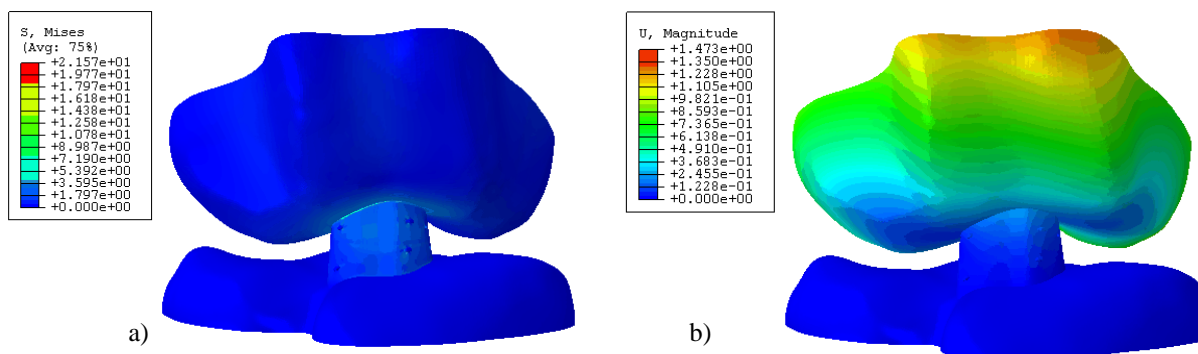 S, Mises
(Avg: 75%)
+2.157e+01
+1.977e+01
+1.797e+01
+1.618e+01
+1.438e+01
+1.258e+01
+1.078e+01
+8.987e+00
+7.190e+00
+5.392e+00
+3.595e+00
+1.797e+00
+0.000e+00
a)
U, Magnitude
+1.473e+00
+1.350e+00
+1.228e+00
+1.105e+00
+9.821e-01
+8.593e-01
+7.365e-01
+6.138e-01
+4.910e-01
+3.683e-01
+2.455e-01
+1.228e-01
+0.000e+00
b)